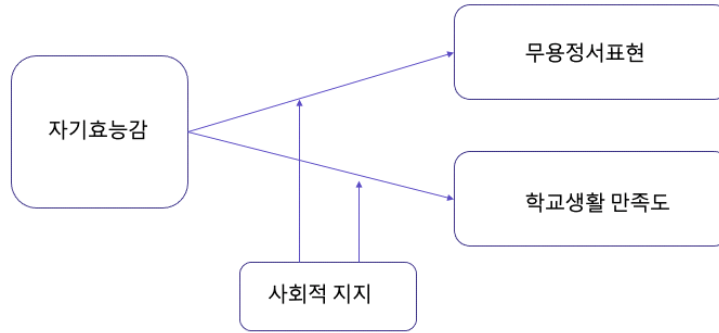 무용정서표현
자기효능감
학교생활 만족도
사회적 지지